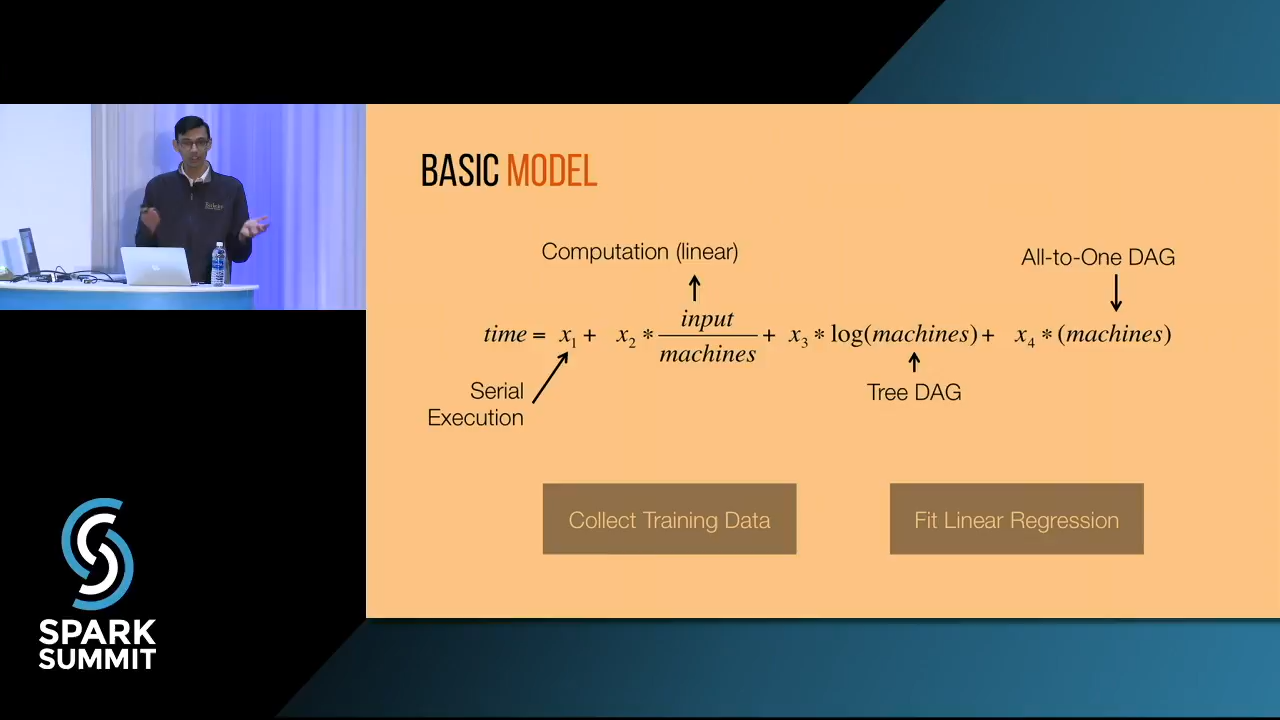 BASIC MODEL
Computation (linear)
All-to-One DAG
time = x₁ + x₂ * input / machines + x₃ * log(machines) + x₄ * (machines)
Serial
Execution
Tree DAG
Collect Training Data
Fit Linear Regression
SPARK
SUMMIT